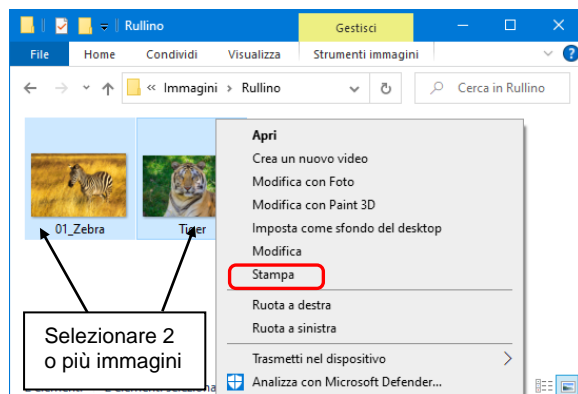 Rullino
Gestisci
File Home Condividi Visualizza Strumenti immagini
« Immagini > Rullino
Cerca in Rullino
01_Zebra
Tiger
Apri
Crea un nuovo video
Modifica con Foto
Modifica con Paint 3D
Imposta come sfondo del desktop
Modifica
Stampa
Ruota a destra
Ruota a sinistra
Trasmetti nel dispositivo
Analizza con Microsoft Defender...
Selezionare 2
o più immagini